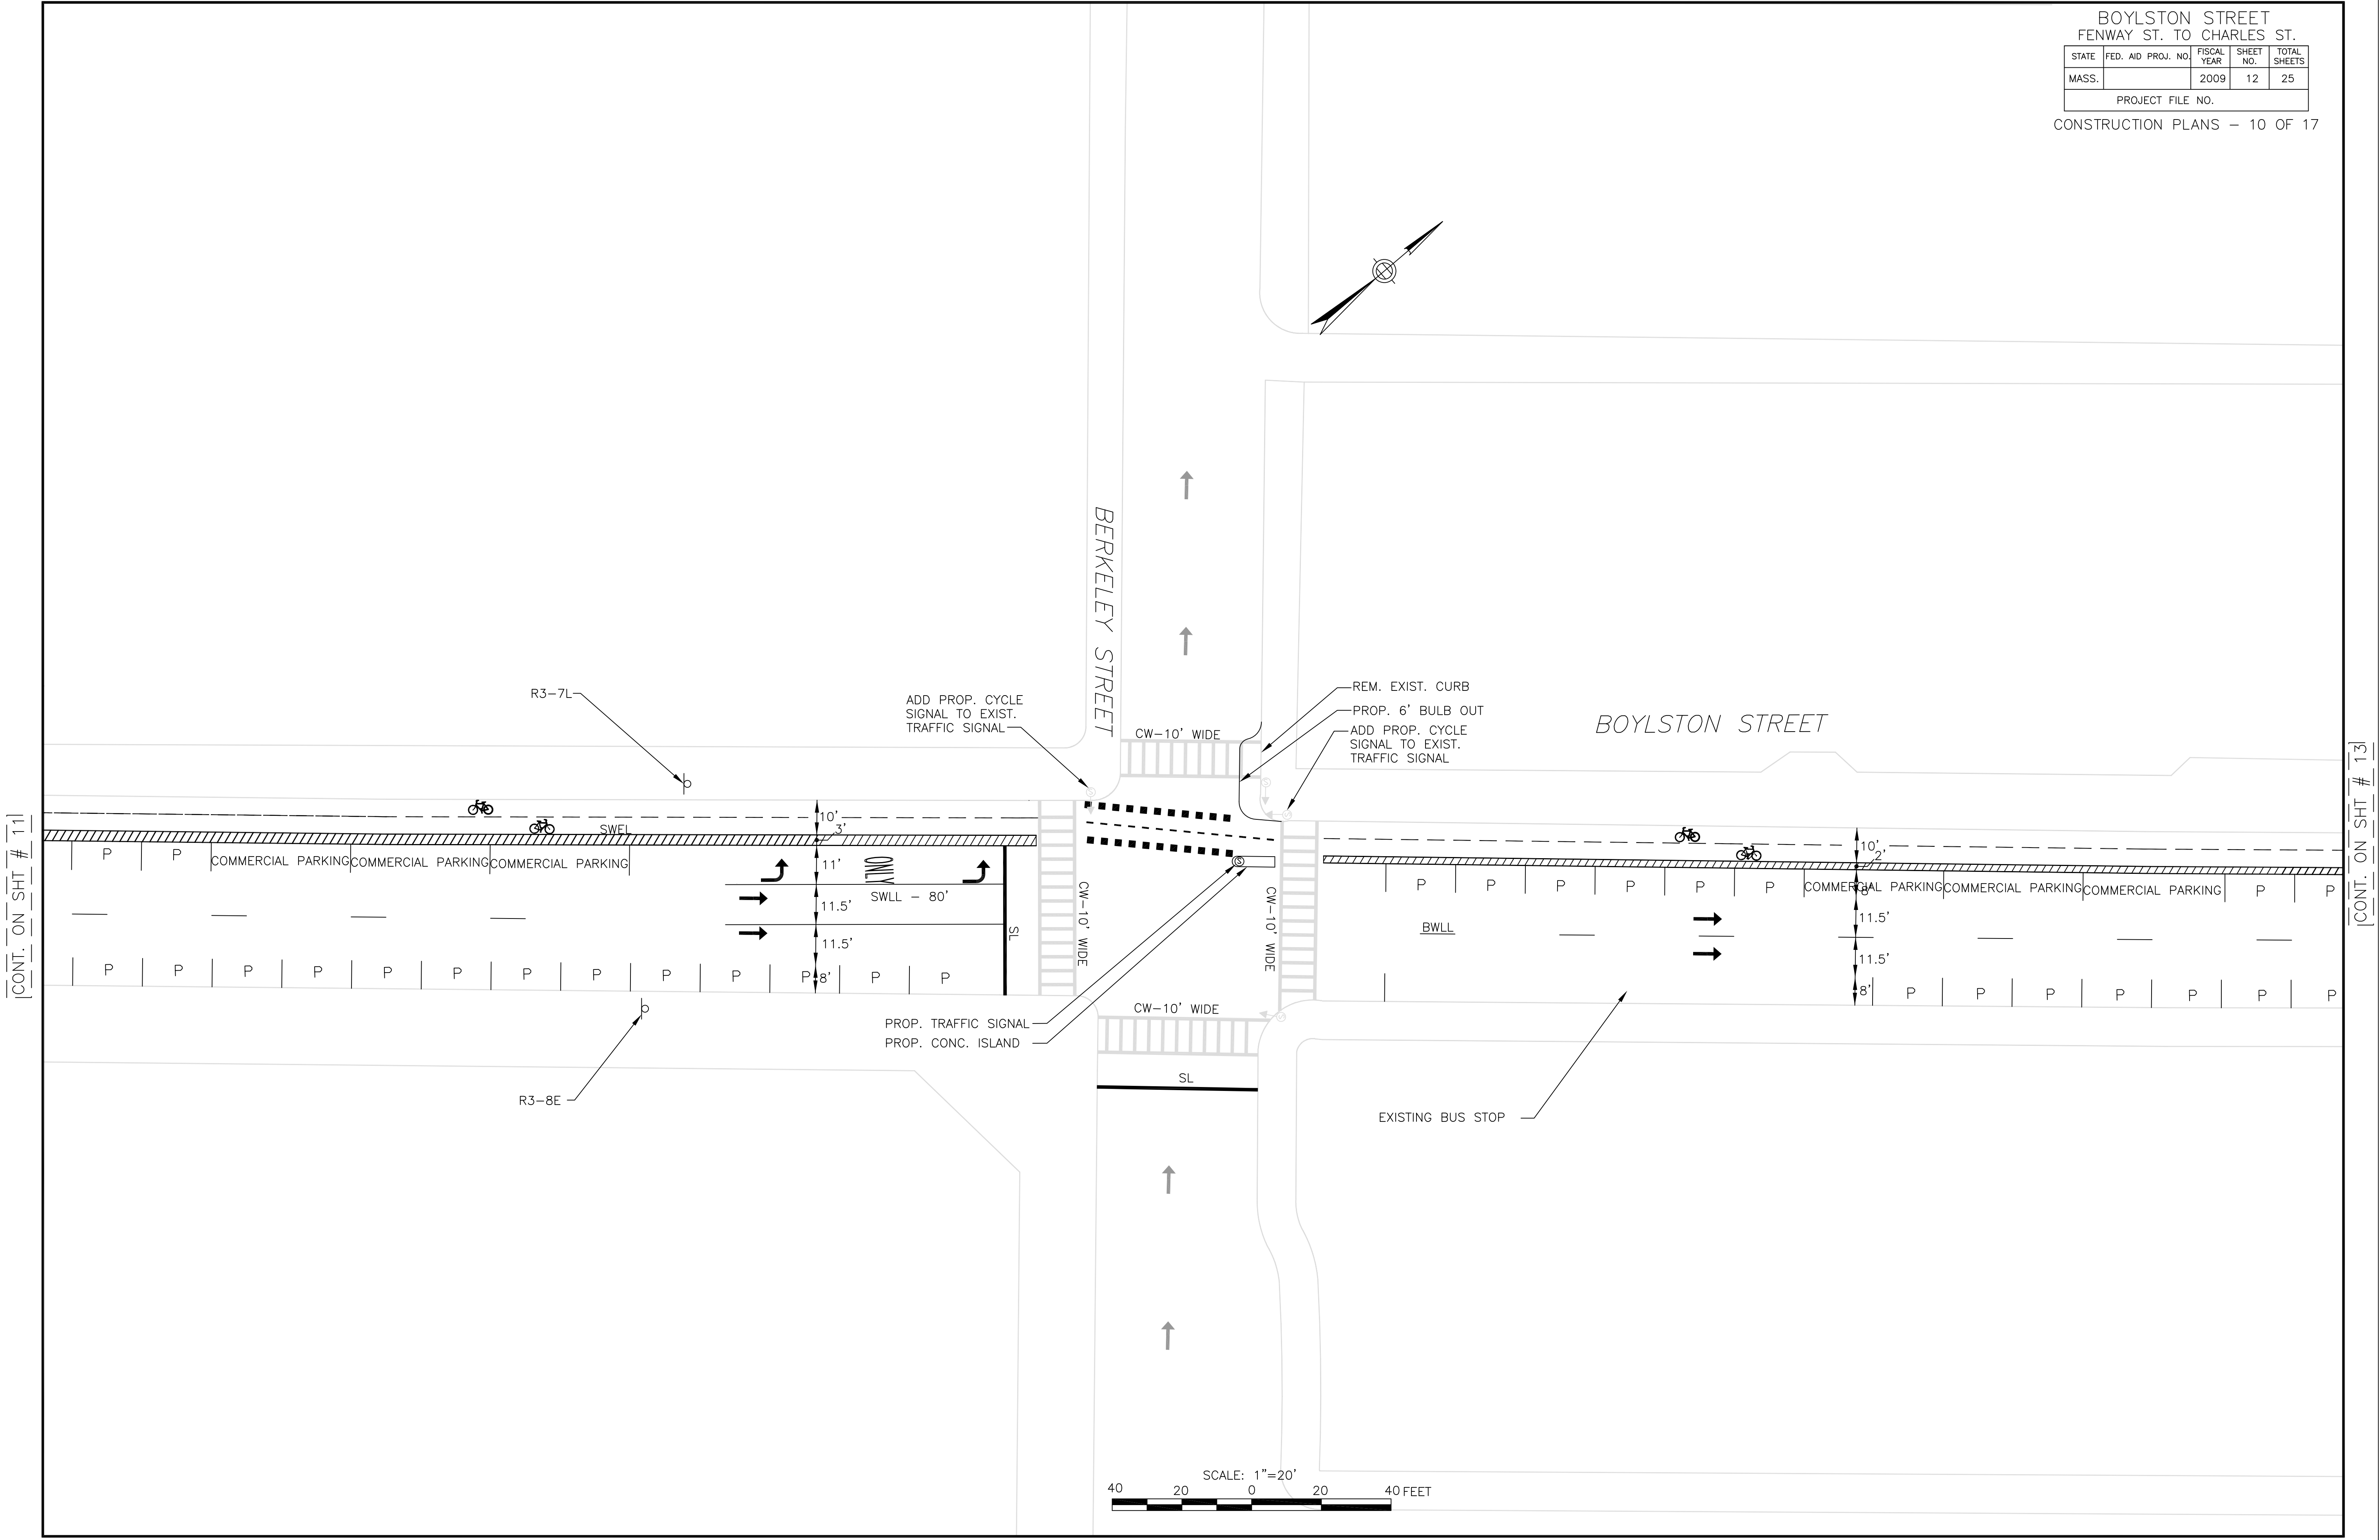 BOYLSTON STREET
FENWAY ST. TO CHARLES ST.
STATE FED. AID PROJ. NO. FISCAL YEAR SHEET NO. TOTAL SHEETS
MASS. 2009 12 25
PROJECT FILE NO.
CONSTRUCTION PLANS – 10 OF 17
BERKELEY STREET
R3-7L
ADD PROP. CYCLE
SIGNAL TO EXIST.
TRAFFIC SIGNAL
CW-10' WIDE
REM. EXIST. CURB
PROP. 6' BULB OUT
ADD PROP. CYCLE
SIGNAL TO EXIST.
TRAFFIC SIGNAL
BOYLSTON STREET
CONT. ON SHT # 11
CONT. ON SHT # 13
SWEL
10'
3'
11'
11.5'
11.5'
8'
P P COMMERCIAL PARKING COMMERCIAL PARKING COMMERCIAL PARKING
ONLY
SWLL – 80'
SL
P P P P P P P P P P P P P
CW-10' WIDE
CW-10' WIDE
S
10'
2'
8'
11.5'
11.5'
8'
P P P P P P COMMERCIAL PARKING COMMERCIAL PARKING COMMERCIAL PARKING P P
BWLL
P P P P P P P
PROP. TRAFFIC SIGNAL
PROP. CONC. ISLAND
CW-10' WIDE
SL
R3-8E
EXISTING BUS STOP
SCALE: 1"=20'
40 20 0 20 40 FEET